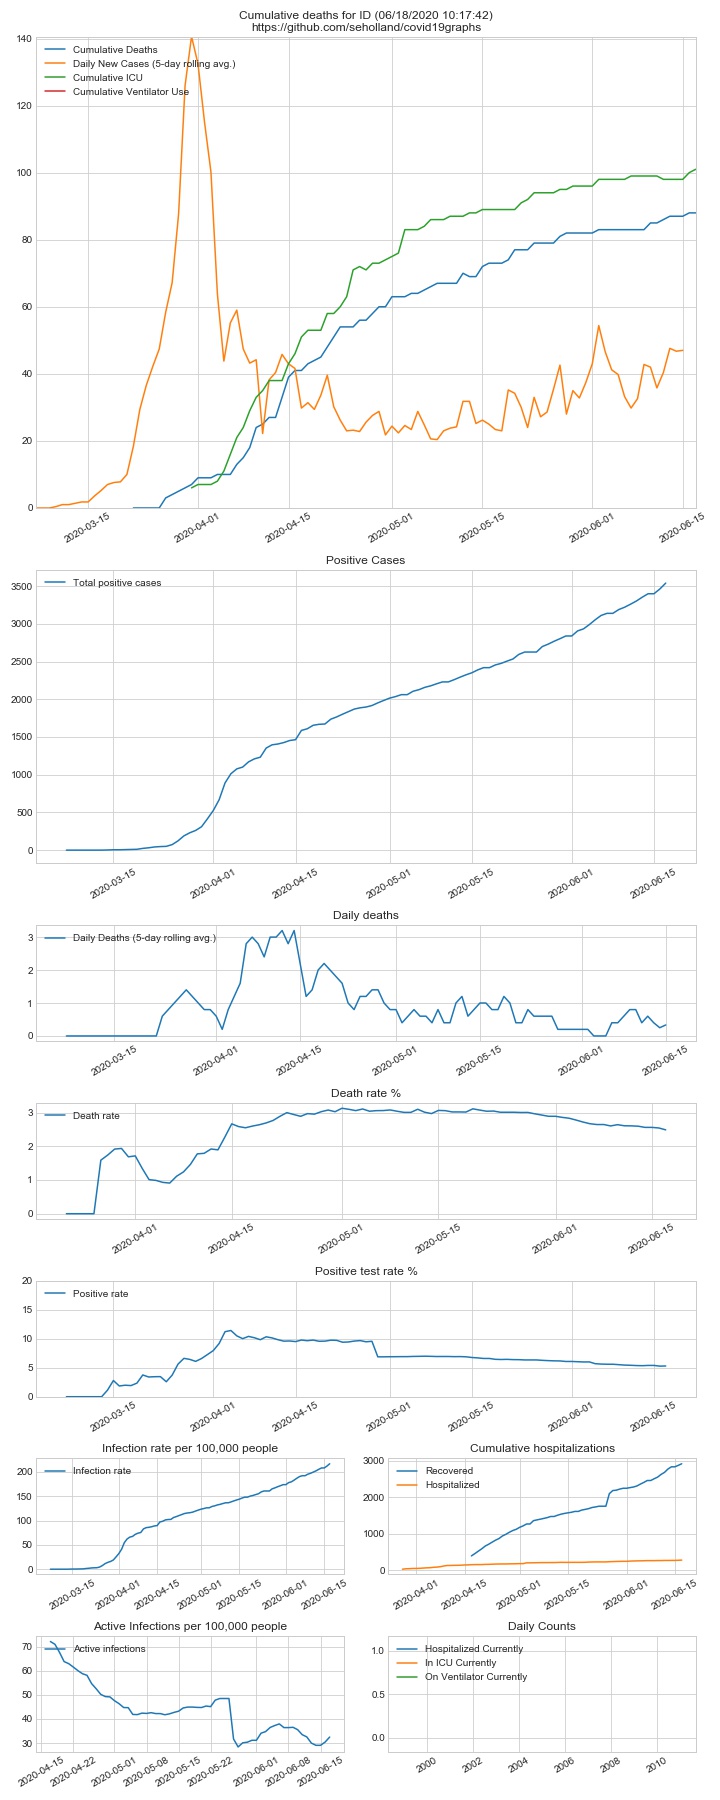 Cumulative deaths for ID (06/18/2020 10:17:42)
https://github.com/seholland/covid19graphs
Cumulative Deaths
Daily New Cases (5-day rolling avg.)
Cumulative ICU
Cumulative Ventilator Use
140
120
100
80
60
40
20
0
2020-03-15 2020-04-01 2020-04-15 2020-05-01 2020-05-15 2020-06-01 2020-06-15
Positive Cases
Total positive cases
3500
3000
2500
2000
1500
1000
500
0
2020-03-15 2020-04-01 2020-04-15 2020-05-01 2020-05-15 2020-06-01 2020-06-15
Daily deaths
Daily Deaths (5-day rolling avg.)
3
2
1
0
2020-03-15 2020-04-01 2020-04-15 2020-05-01 2020-05-15 2020-06-01 2020-06-15
Death rate %
Death rate
3
2
1
0
2020-04-01 2020-04-15 2020-05-01 2020-05-15 2020-06-01 2020-06-15
Positive test rate %
Positive rate
20
15
10
5
0
2020-03-15 2020-04-01 2020-04-15 2020-05-01 2020-05-15 2020-06-01 2020-06-15
Infection rate per 100,000 people
Infection rate
200
150
100
50
0
2020-03-15 2020-04-01 2020-04-15 2020-05-01 2020-05-15 2020-06-01 2020-06-15
Cumulative hospitalizations
Recovered
Hospitalized
3000
2000
1000
0
2020-04-01 2020-04-15 2020-05-01 2020-05-15 2020-06-01 2020-06-15
Active Infections per 100,000 people
Active infections
70
60
50
40
30
2020-04-15 2020-04-22 2020-05-01 2020-05-08 2020-05-15 2020-05-22 2020-06-01 2020-06-08 2020-06-15
Daily Counts
Hospitalized Currently
In ICU Currently
On Ventilator Currently
1.0
0.5
0.0
2000 2002 2004 2006 2008 2010